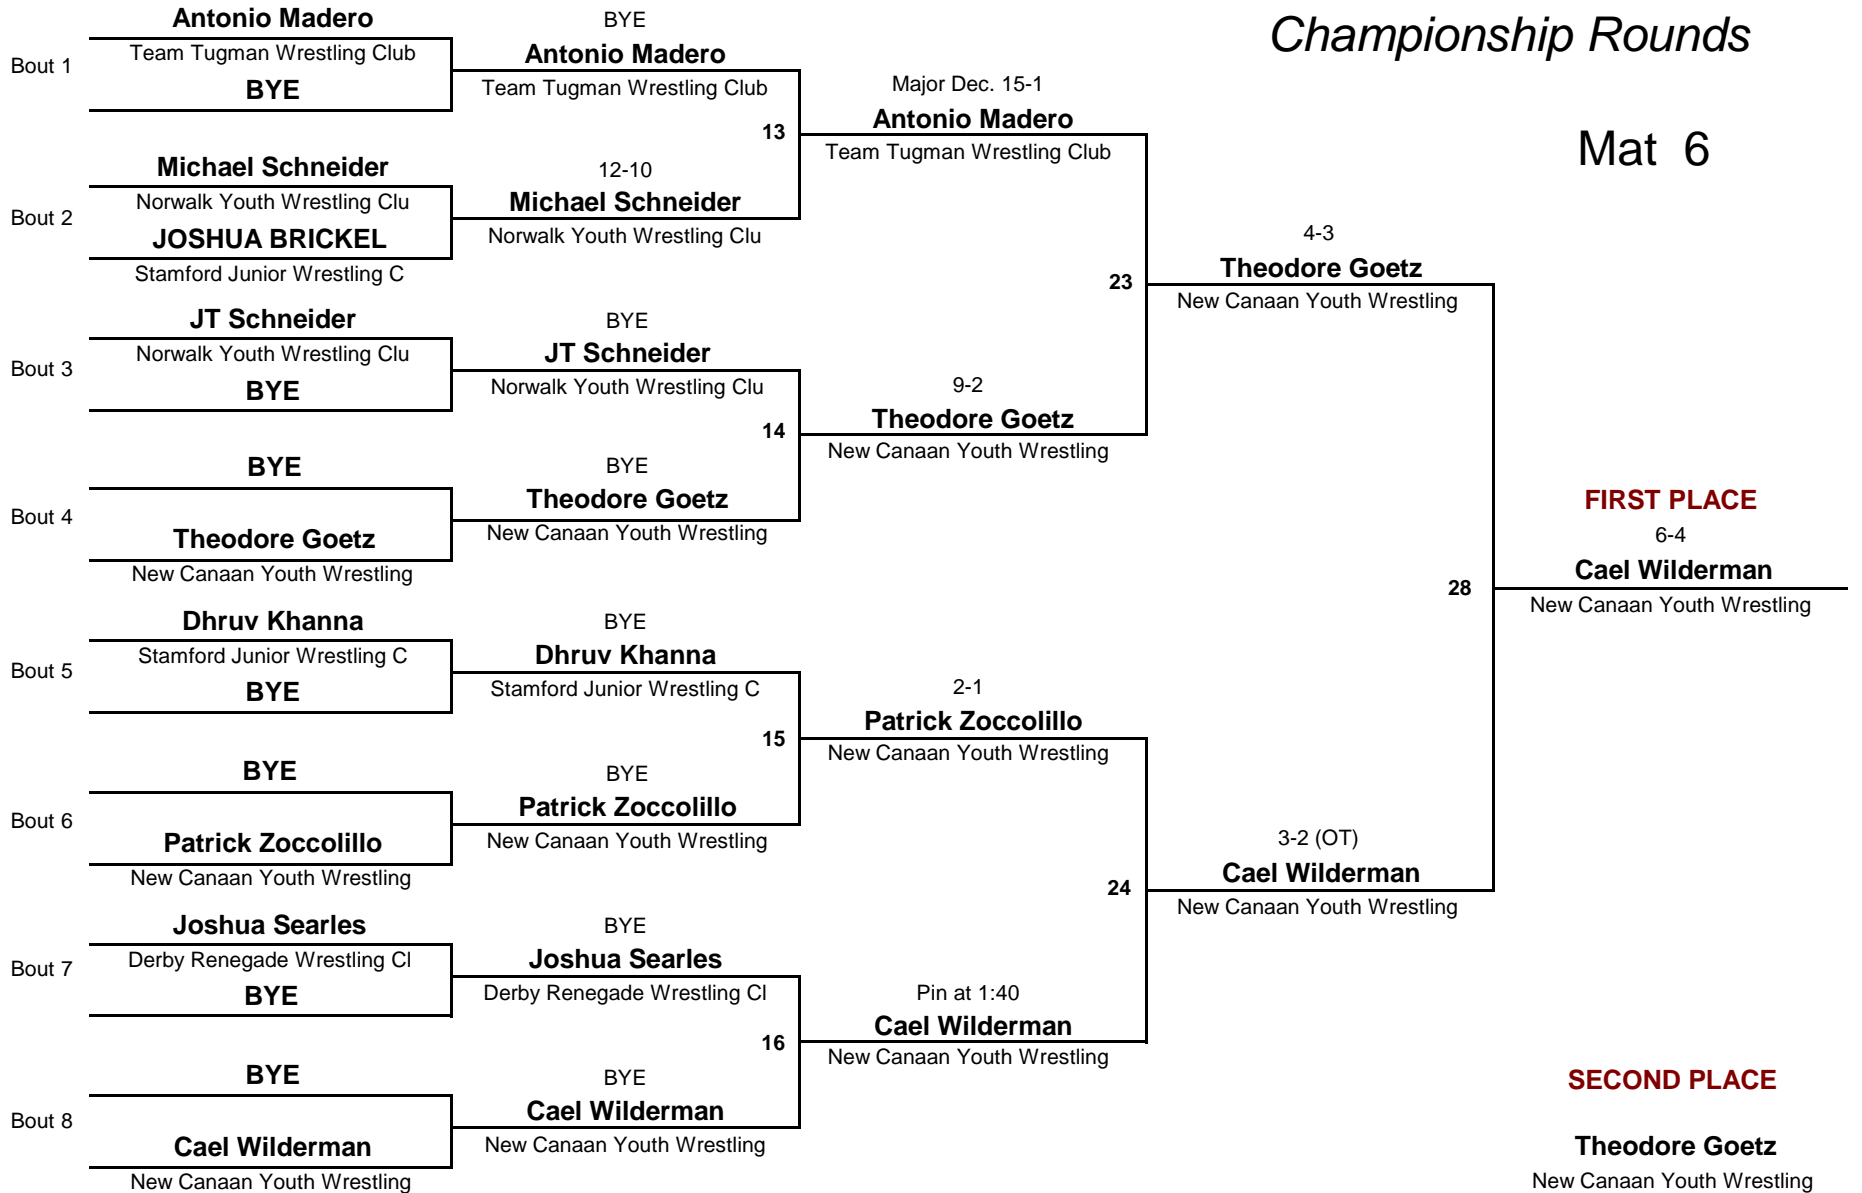 Championship Rounds
Mat 6
Bout 1
Antonio Madero
Team Tugman Wrestling Club
BYE
Bout 2
Michael Schneider
Norwalk Youth Wrestling Clu
JOSHUA BRICKEL
Stamford Junior Wrestling C
Bout 3
JT Schneider
Norwalk Youth Wrestling Clu
BYE
Bout 4
BYE
Theodore Goetz
New Canaan Youth Wrestling
Bout 5
Dhruv Khanna
Stamford Junior Wrestling C
BYE
Bout 6
BYE
Patrick Zoccolillo
New Canaan Youth Wrestling
Bout 7
Joshua Searles
Derby Renegade Wrestling Cl
BYE
Bout 8
BYE
Cael Wilderman
New Canaan Youth Wrestling
BYE
Antonio Madero
Team Tugman Wrestling Club
13
12-10
Michael Schneider
Norwalk Youth Wrestling Clu
BYE
JT Schneider
Norwalk Youth Wrestling Clu
14
BYE
Theodore Goetz
New Canaan Youth Wrestling
BYE
Dhruv Khanna
Stamford Junior Wrestling C
15
BYE
Patrick Zoccolillo
New Canaan Youth Wrestling
BYE
Joshua Searles
Derby Renegade Wrestling Cl
16
BYE
Cael Wilderman
New Canaan Youth Wrestling
Major Dec. 15-1
Antonio Madero
Team Tugman Wrestling Club
23
9-2
Theodore Goetz
New Canaan Youth Wrestling
2-1
Patrick Zoccolillo
New Canaan Youth Wrestling
24
Pin at 1:40
Cael Wilderman
New Canaan Youth Wrestling
4-3
Theodore Goetz
New Canaan Youth Wrestling
28
3-2 (OT)
Cael Wilderman
New Canaan Youth Wrestling
FIRST PLACE
6-4
Cael Wilderman
New Canaan Youth Wrestling
SECOND PLACE
Theodore Goetz
New Canaan Youth Wrestling